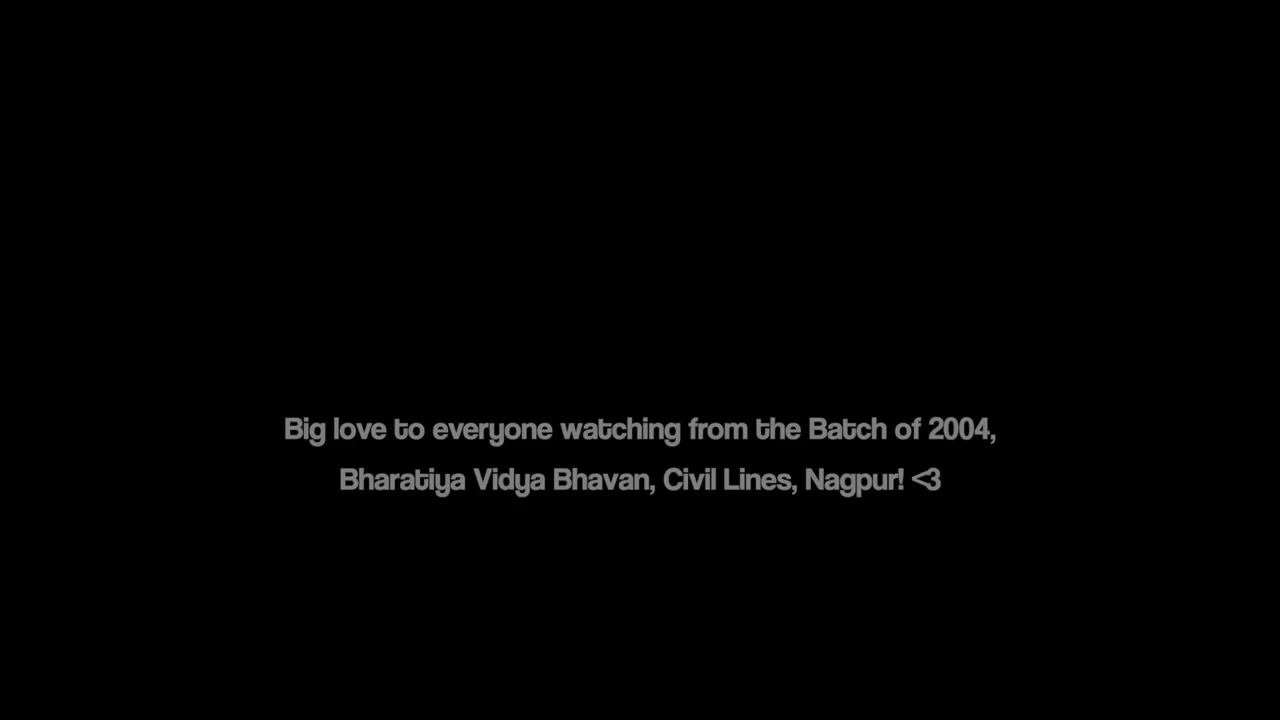 Big love to everyone watching from the Batch of 2004,
Bharatiya Vidya Bhavan, Civil Lines, Nagpur! <3